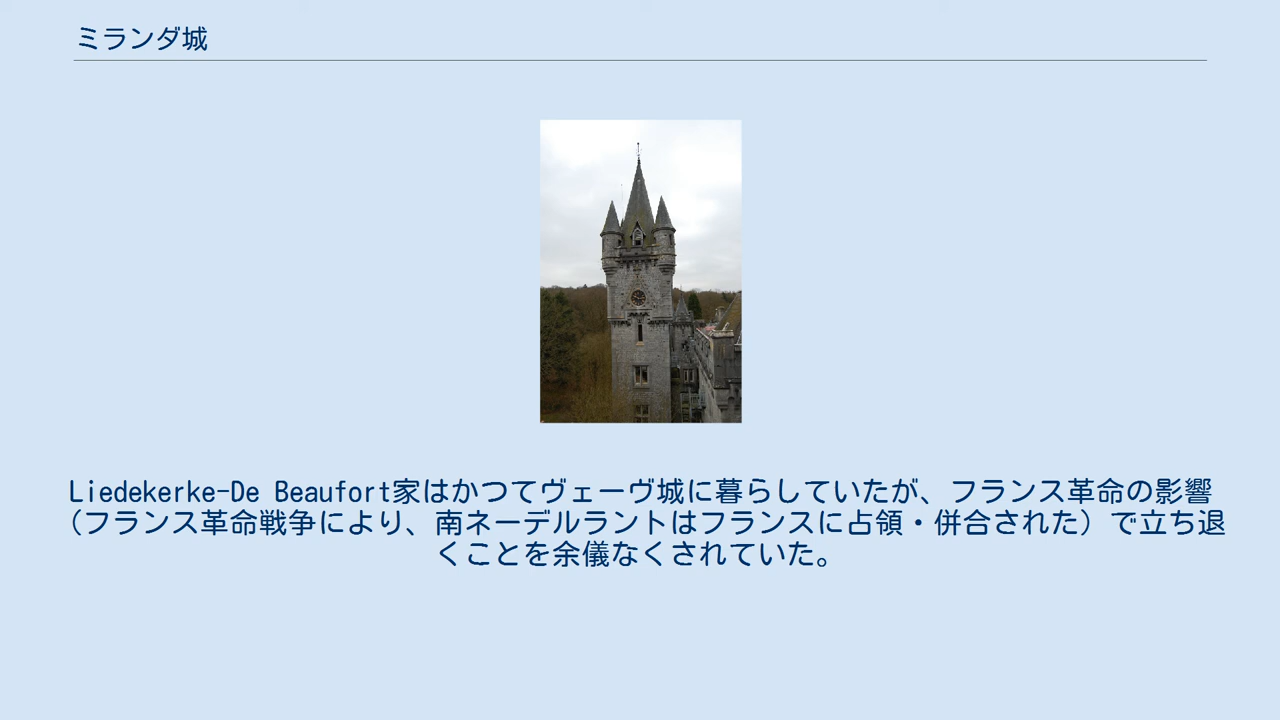 ミランダ城
Liedekerke-De Beaufort家はかつてヴェーヴ城に暮らしていたが、フランス革命の影響
（フランス革命戦争により、南ネーデルラントはフランスに占領・併合された）で立ち退
くことを余儀なくされていた。